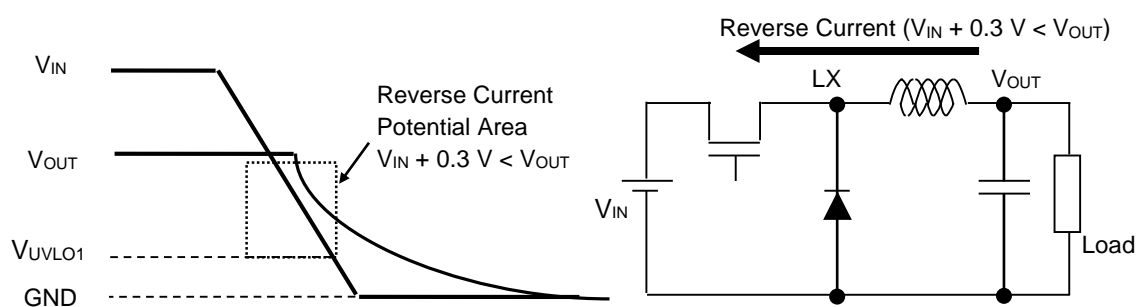 VIN
VOUT
VUVLO1
GND
Reverse Current
Potential Area
VIN + 0.3 V < VOUT
Reverse Current (VIN + 0.3 V < VOUT)
LX
VOUT
VIN
Load